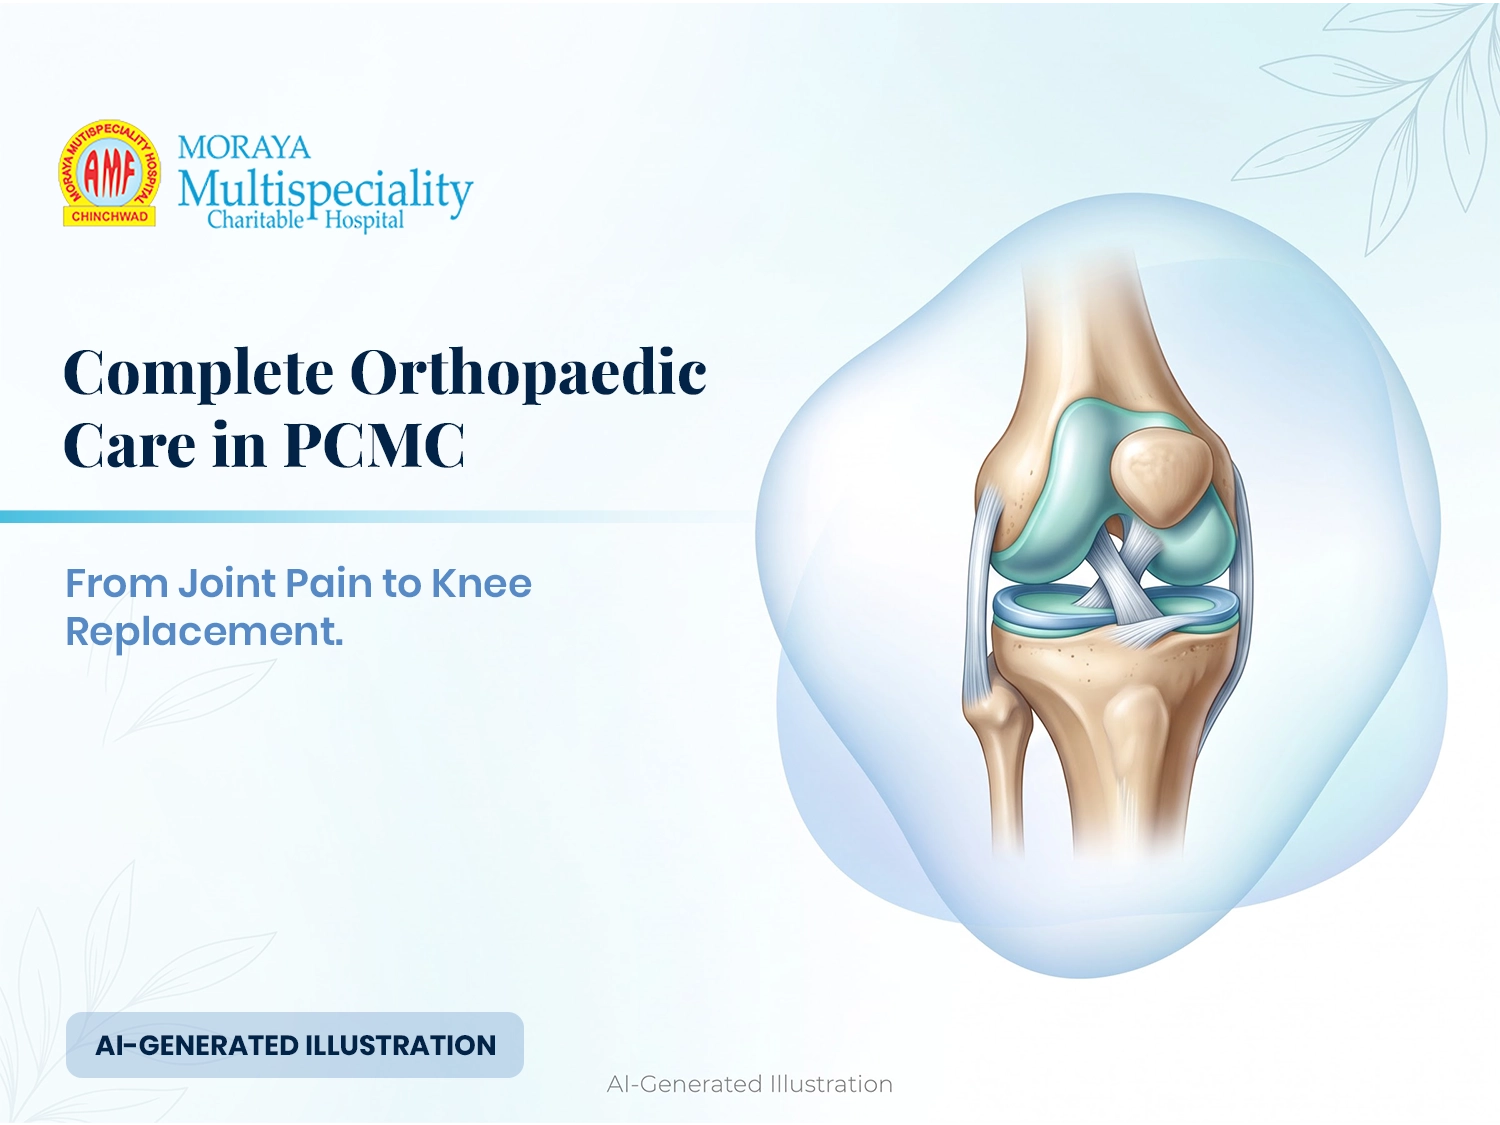 MORAYA MUTISPECIALITY HOSPITAL
AMF
CHINCHWAD
MORAYA
Multispeciality
Charitable Hospital
Complete Orthopaedic
Care in PCMC
From Joint Pain to Knee
Replacement.
AI-GENERATED ILLUSTRATION
AI-Generated Illustration